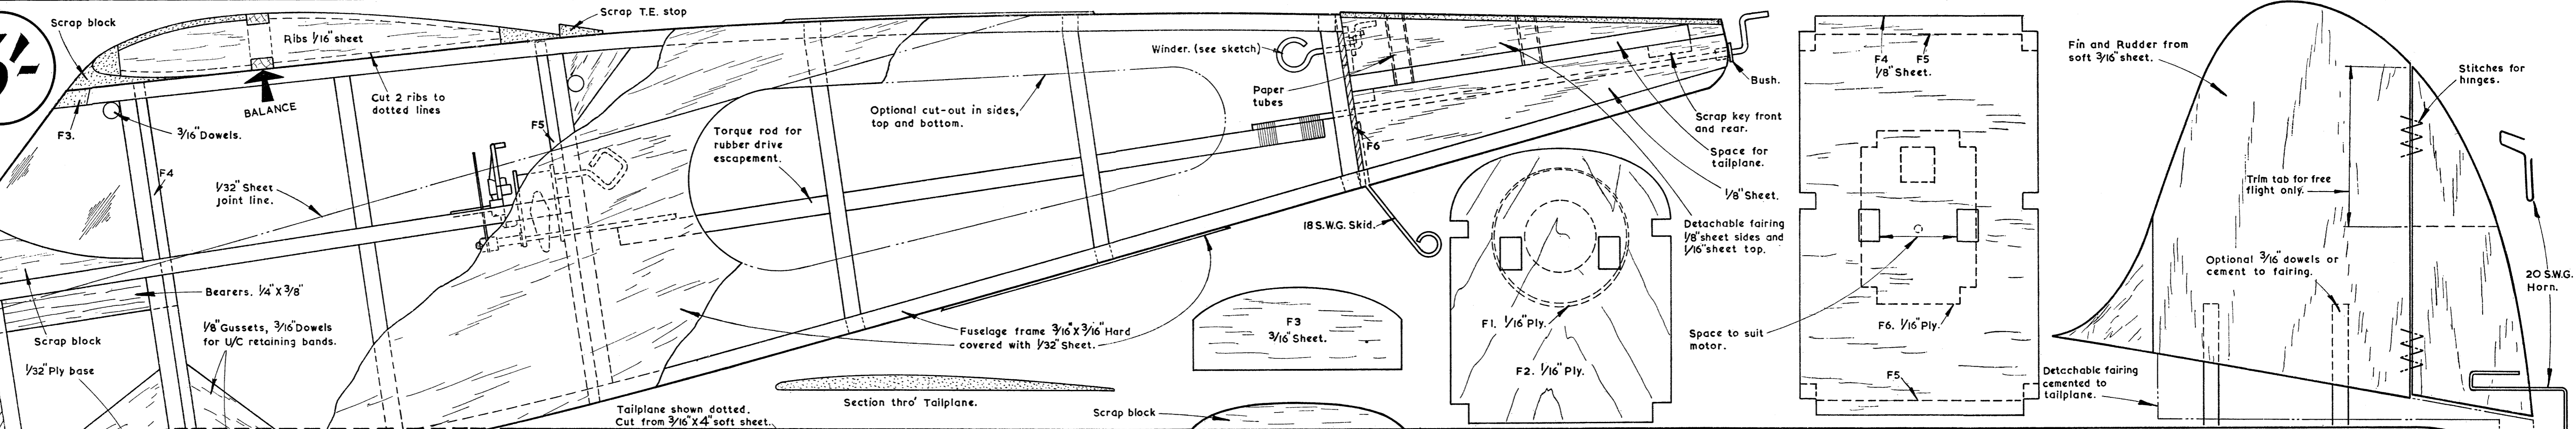 Scrap block
Ribs 1/16" sheet
Scrap T.E. stop
F3.
3/16" Dowels.
BALANCE
Cut 2 ribs to
dotted lines
F4
F5
1/32" Sheet
joint line.
Bearers. 1/4" X 3/8"
Scrap block
1/8" Gussets, 3/16" Dowels
for U/C retaining bands.
1/32" Ply base
Torque rod for
rubber drive
escapement.
Optional cut-out in sides,
top and bottom.
Winder. (see sketch)
Paper
tubes
F6
18 S.W.G. Skid.
Bush.
Scrap key front
and rear.
Space for
tailplane.
1/8" Sheet.
Detachable fairing
1/8" sheet sides and
1/16" sheet top.
Fuselage frame 3/16" X 3/16" Hard
covered with 1/32" Sheet.
Section thro' Tailplane.
Tailplane shown dotted.
Cut from 3/16" X 4" soft sheet.
Scrap block
F3
3/16" Sheet.
F1. 1/16" Ply.
F2. 1/16" Ply.
F4 F5
1/8" Sheet.
Space to suit
motor.
F6. 1/16" Ply.
F5
Fin and Rudder from
soft 3/16" sheet.
Stitches for
hinges.
Trim tab for free
flight only.
Optional 3/16" dowels or
cement to fairing.
20 S.W.G.
Horn.
Detachable fairing
cemented to
tailplane.